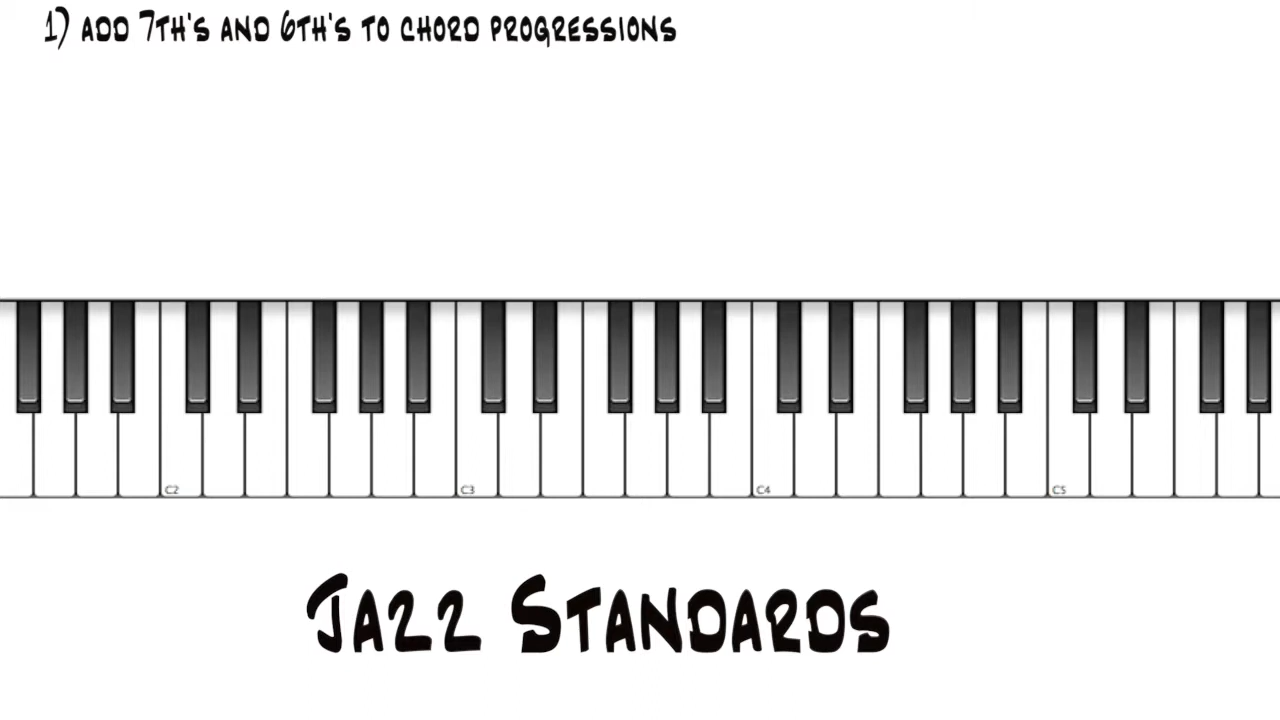 1) ADD 7TH'S AND 6TH'S TO CHORD PROGRESSIONS
C2 C3 C4 C5
JAZZ STANDARDS